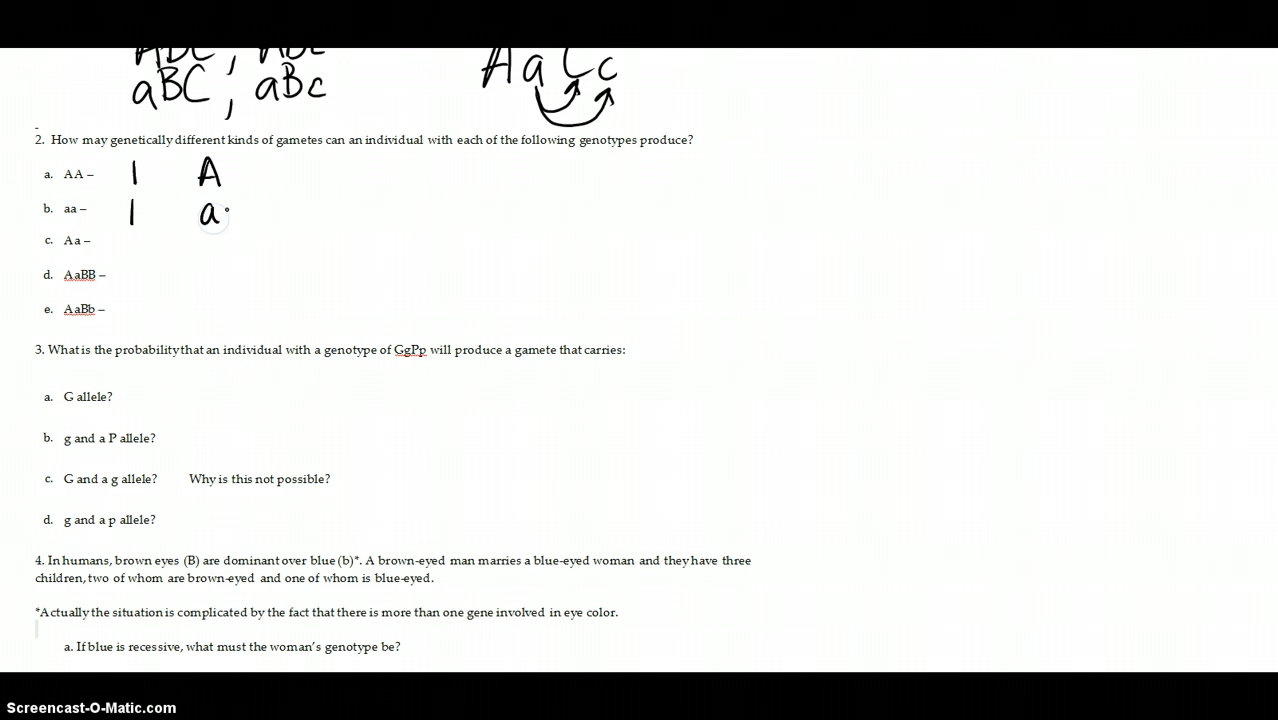 ABC , ABc
aBC , aBc
AaCc
2. How may genetically different kinds of gametes can an individual with each of the following genotypes produce?
a. AA – 1 A
b. aa – 1 a
c. Aa –
d. AaBB –
e. AaBb –
3. What is the probability that an individual with a genotype of GgPp will produce a gamete that carries:
a. G allele?
b. g and a P allele?
c. G and a g allele? Why is this not possible?
d. g and a p allele?
4. In humans, brown eyes (B) are dominant over blue (b)*. A brown-eyed man marries a blue-eyed woman and they have three
children, two of whom are brown-eyed and one of whom is blue-eyed.
*Actually the situation is complicated by the fact that there is more than one gene involved in eye color.
a. If blue is recessive, what must the woman's genotype be?
Screencast-O-Matic.com